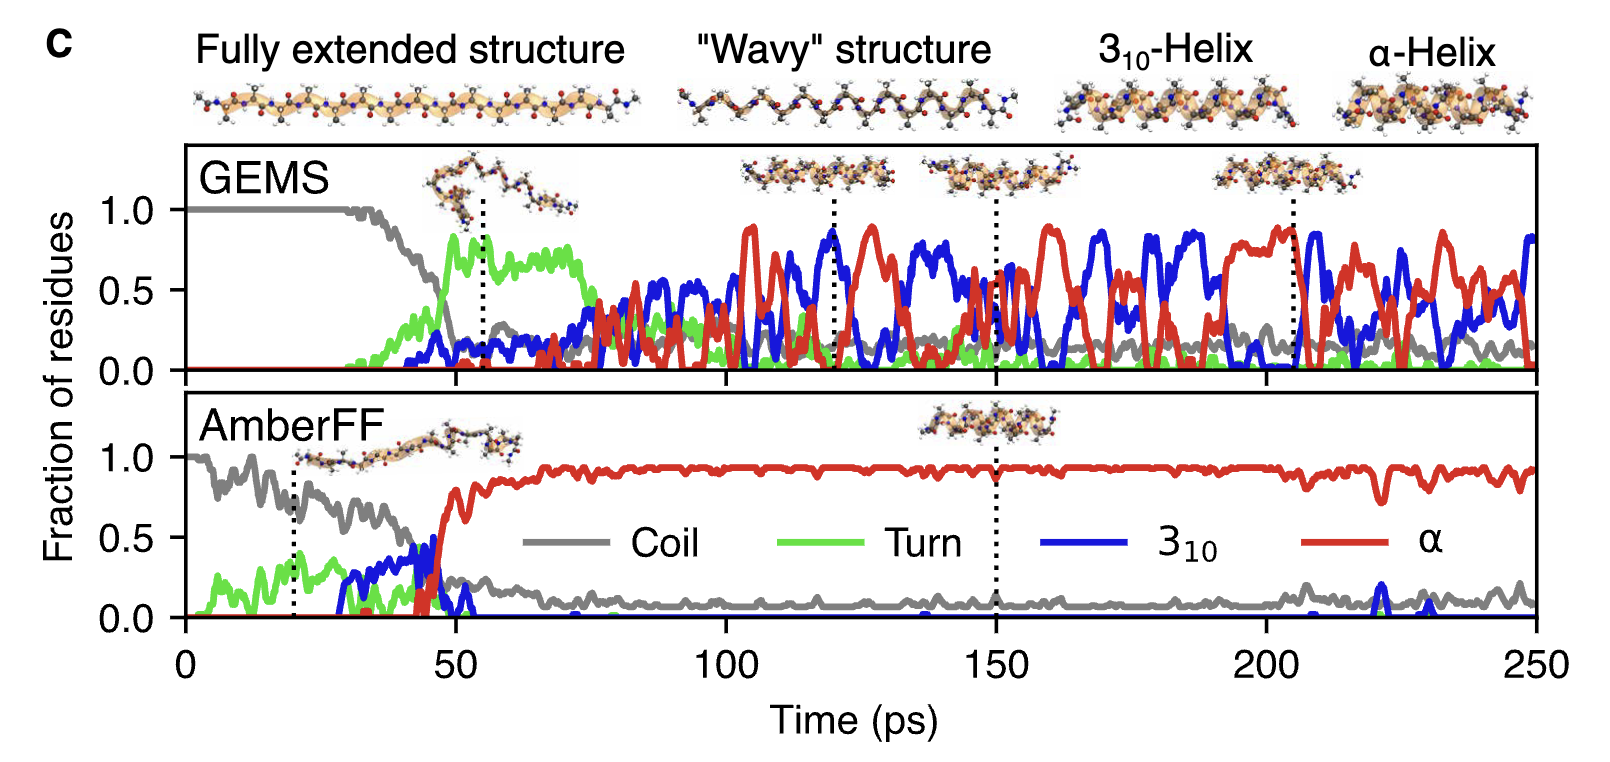 c
Fully extended structure "Wavy" structure 3₁₀-Helix α-Helix
GEMS
1.0
0.5
0.0
Fraction of residues
AmberFF
1.0
0.5
0.0
Coil Turn 3₁₀ α
0 50 100 150 200 250
Time (ps)